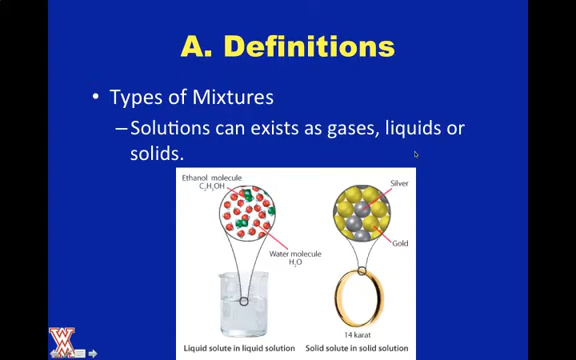 A. Definitions
• Types of Mixtures
–Solutions can exists as gases, liquids or
solids.
Ethanol molecule
C₂H₅OH
Water molecule
H₂O
Liquid solute in liquid solution
Silver
Gold
14 karat
Solid solute in solid solution